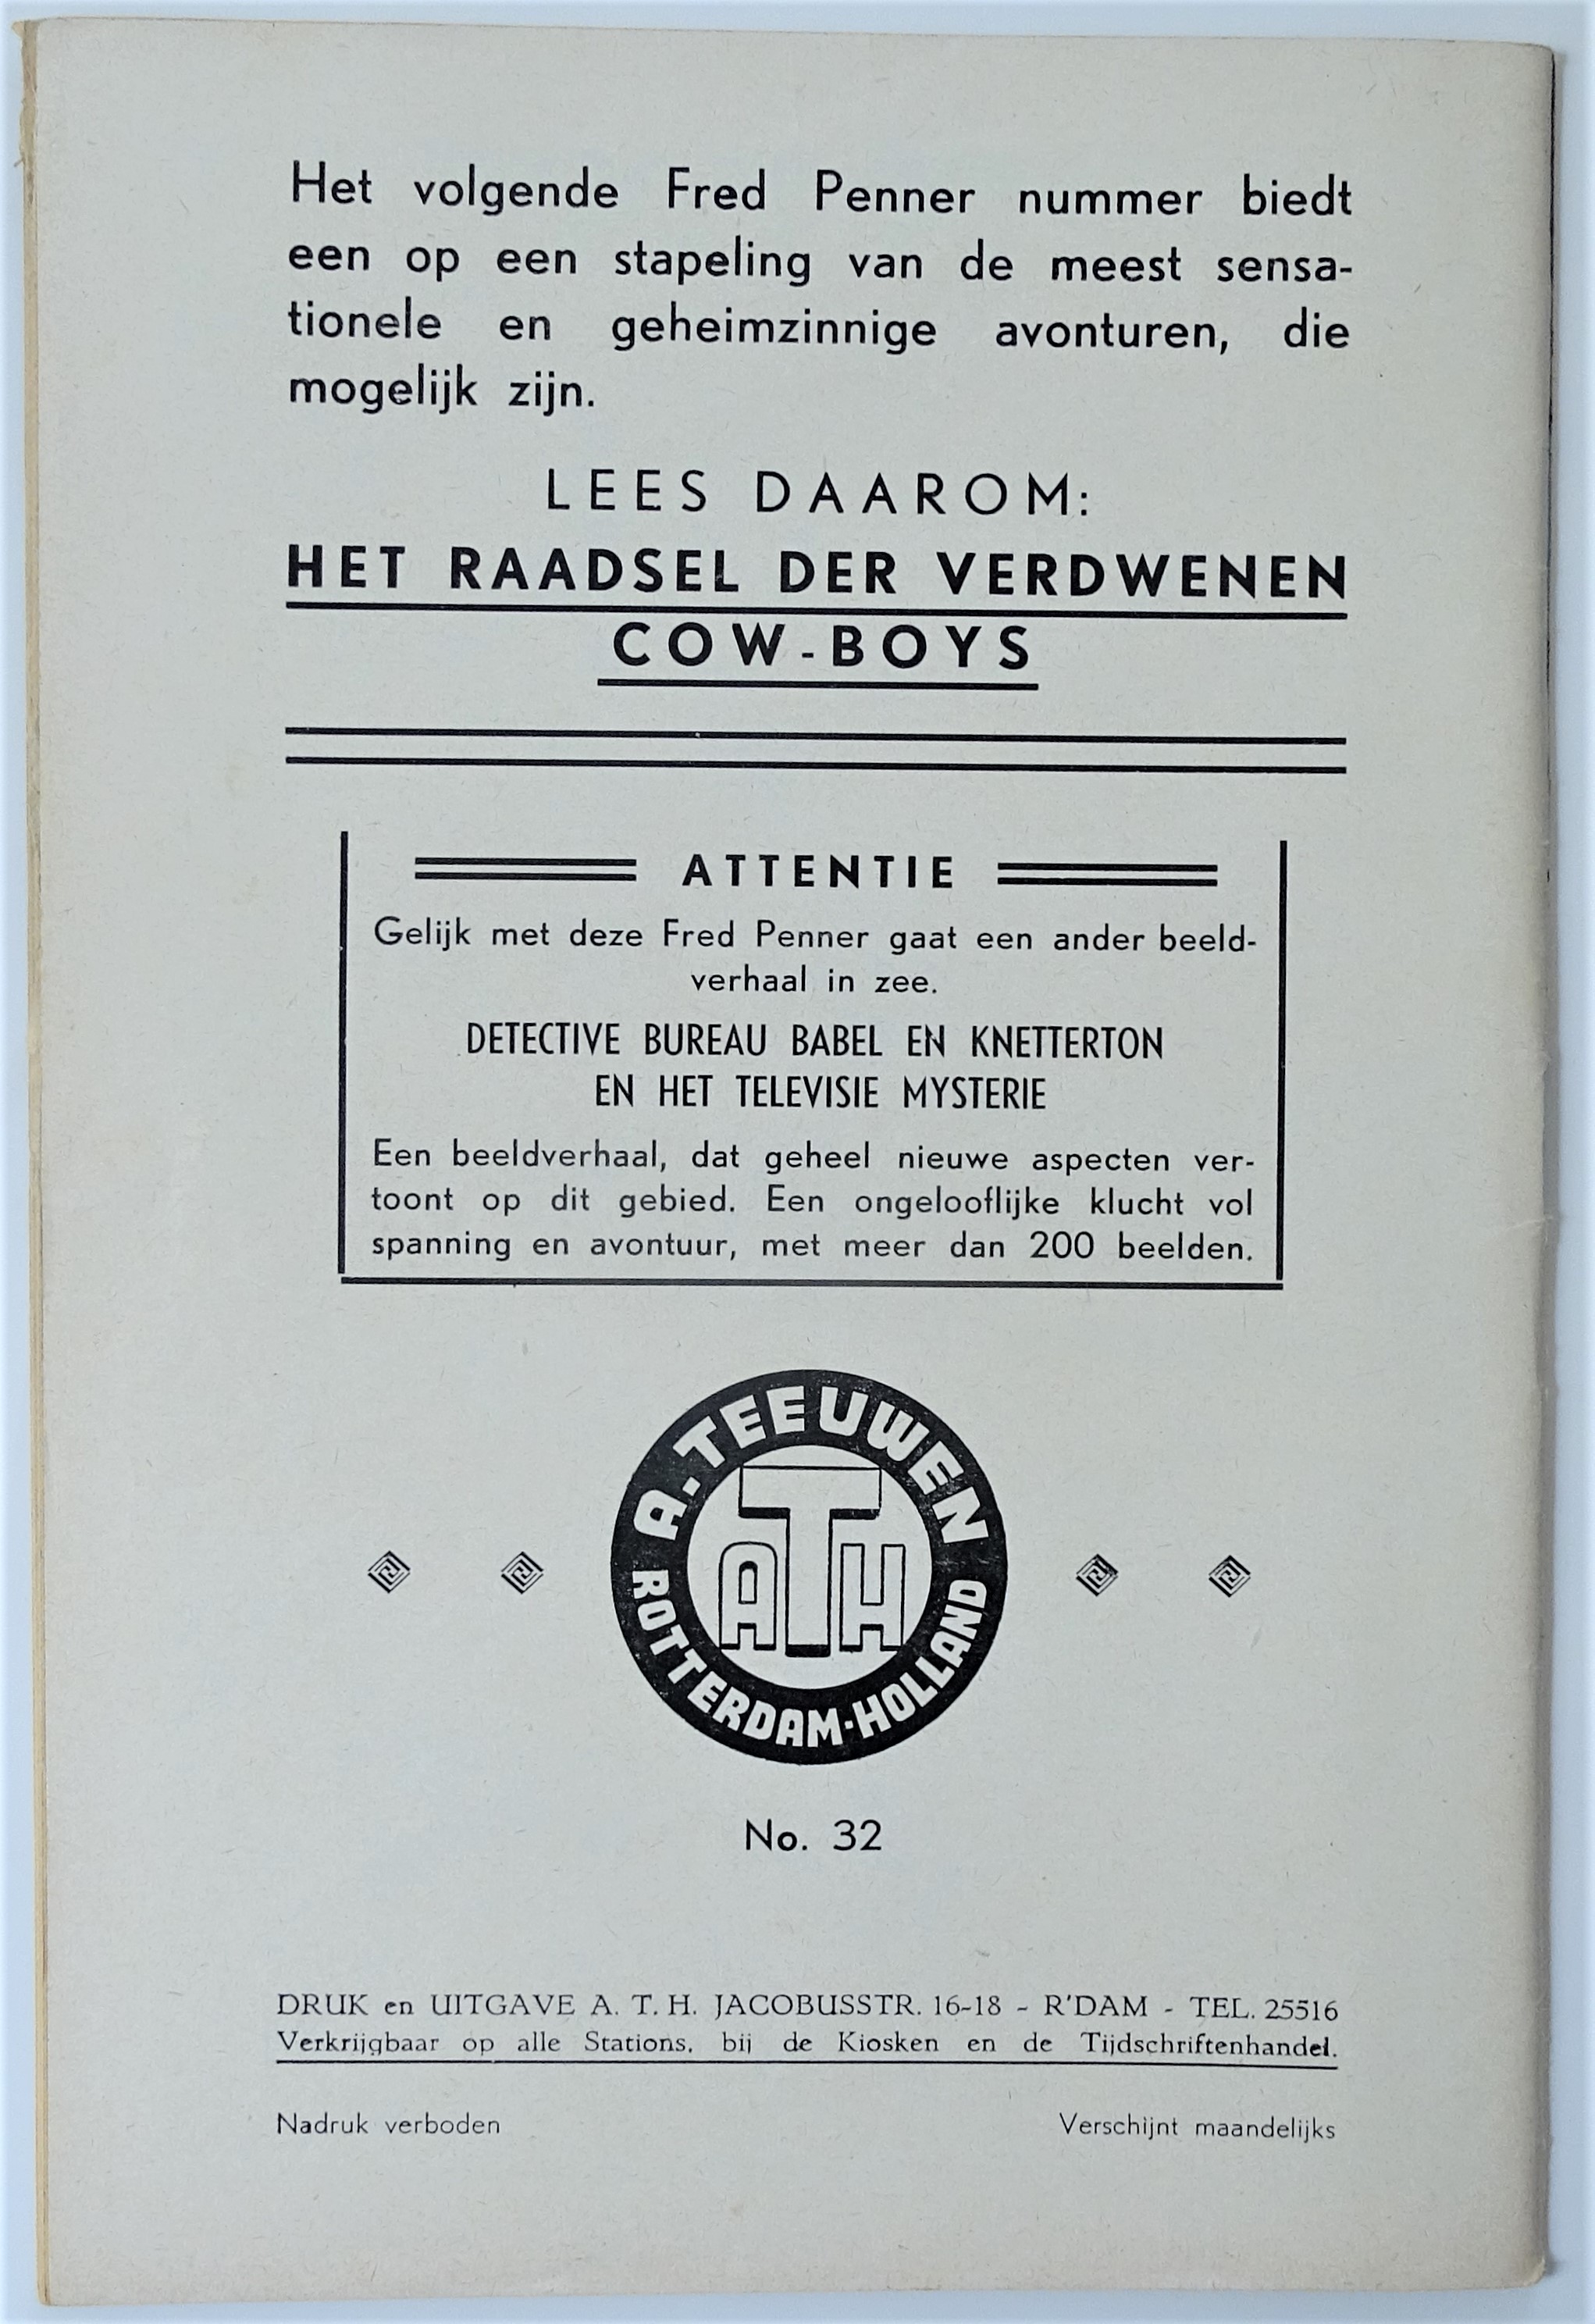 Het volgende Fred Penner nummer biedt
een op een stapeling van de meest sensa-
tionele en geheimzinnige avonturen, die
mogelijk zijn.
LEES DAAROM:
HET RAADSEL DER VERDWENEN
COW-BOYS
ATTENTIE
Gelijk met deze Fred Penner gaat een ander beeld-
verhaal in zee.
DETECTIVE BUREAU BABEL EN KNETTERTON
EN HET TELEVISIE MYSTERIE
Een beeldverhaal, dat geheel nieuwe aspecten ver-
toont op dit gebied. Een ongelooflijke klucht vol
spanning en avontuur, met meer dan 200 beelden.
A. TEEUWEN
ATH
ROTTERDAM-HOLLAND
No. 32
DRUK en UITGAVE A. T. H. JACOBUSSTR. 16-18 - R'DAM - TEL. 25516
Verkrijgbaar op alle Stations, bij de Kiosken en de Tijdschriftenhandel.
Nadruk verboden
Verschijnt maandelijks